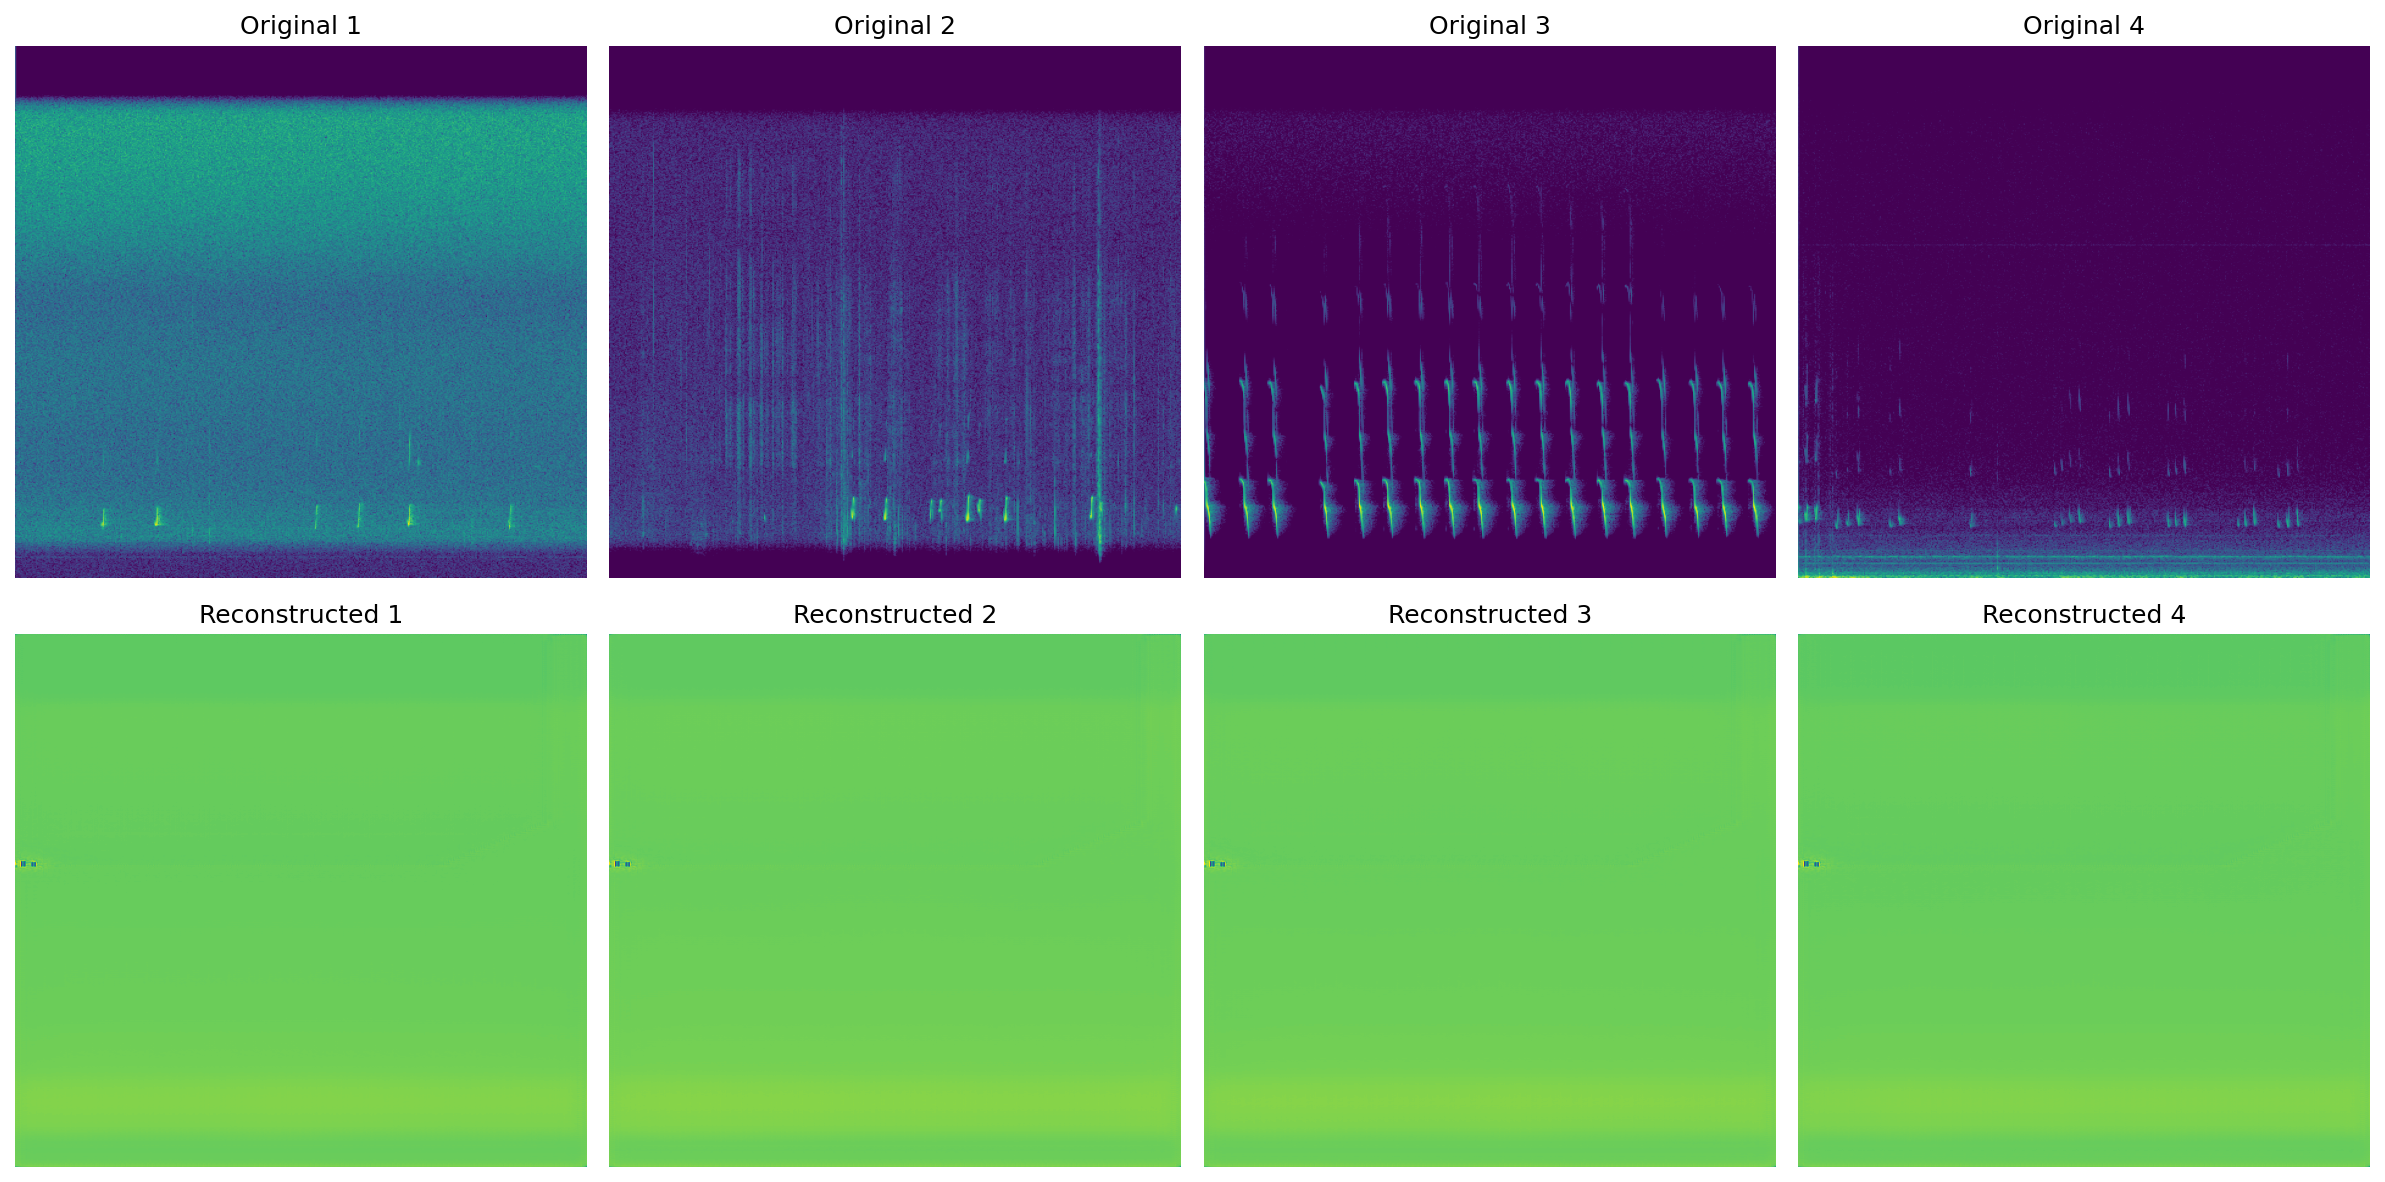 Original 1
Original 2
Original 3
Original 4
Reconstructed 1
Reconstructed 2
Reconstructed 3
Reconstructed 4